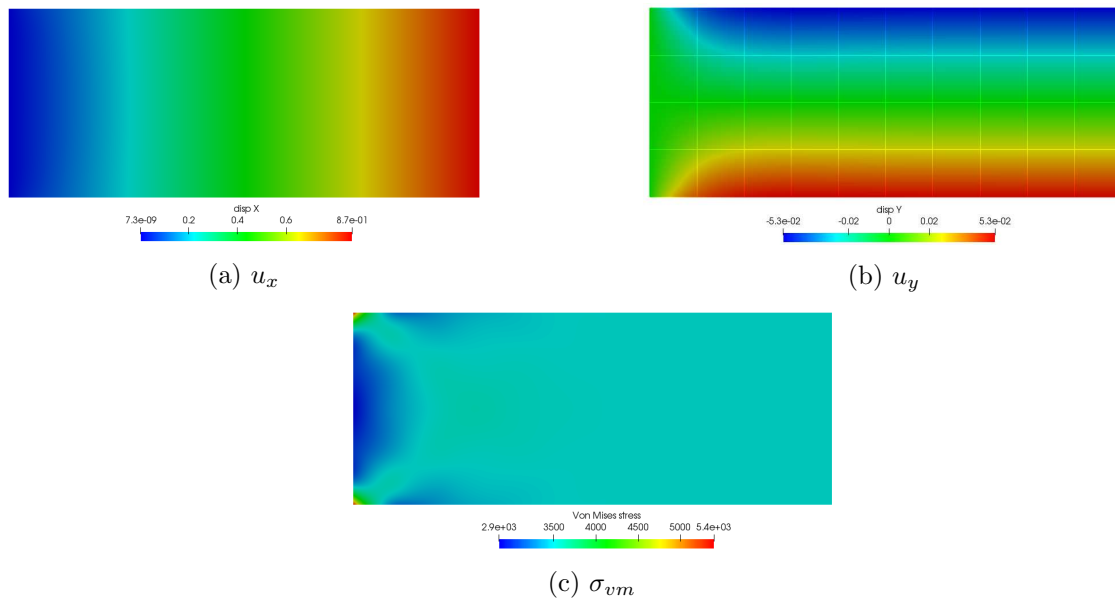 disp X
7.3e-09 0.2 0.4 0.6 8.7e-01
(a) u_x
disp Y
-5.3e-02 -0.02 0 0.02 5.3e-02
(b) u_y
Von Mises stress
2.9e+03 3500 4000 4500 5000 5.4e+03
(c) σ_{vm}